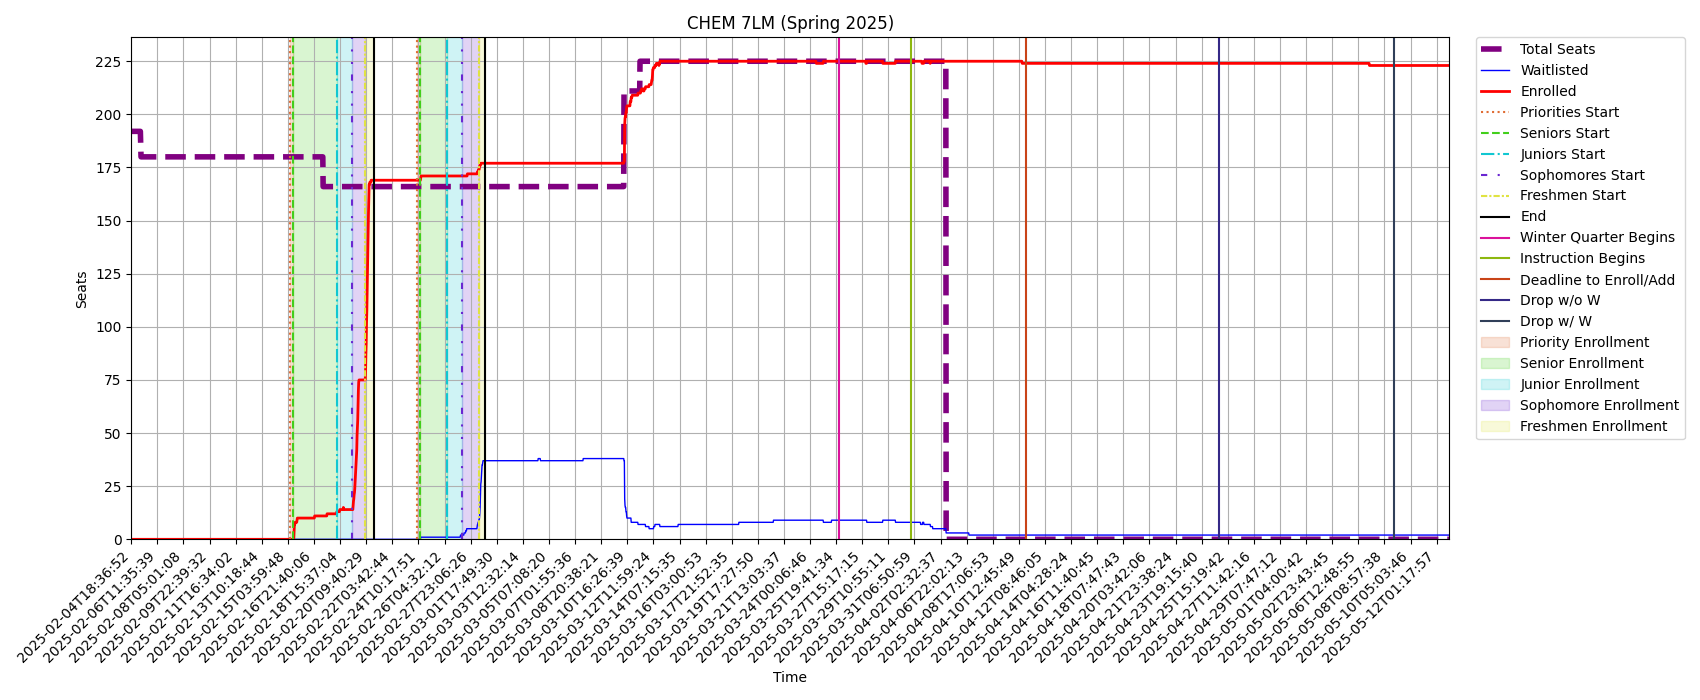 CHEM 7LM (Spring 2025)
Seats
225
200
175
150
125
100
75
50
25
0
2025-02-04T18:36:52
2025-02-06T11:35:39
2025-02-08T05:01:08
2025-02-09T22:39:32
2025-02-11T16:34:02
2025-02-13T10:18:44
2025-02-15T03:59:48
2025-02-16T21:40:06
2025-02-18T15:37:04
2025-02-20T09:40:29
2025-02-22T03:42:44
2025-02-24T10:17:51
2025-02-26T04:32:12
2025-02-27T23:06:26
2025-03-01T17:49:30
2025-03-03T12:32:14
2025-03-05T07:08:20
2025-03-07T01:55:36
2025-03-08T20:38:21
2025-03-10T16:26:39
2025-03-12T11:59:24
2025-03-14T07:15:35
2025-03-16T03:00:53
2025-03-17T21:52:35
2025-03-19T17:27:50
2025-03-21T13:03:37
2025-03-24T00:06:46
2025-03-25T19:41:34
2025-03-27T15:17:15
2025-03-29T10:55:11
2025-03-31T06:50:59
2025-04-02T02:32:37
2025-04-06T22:02:13
2025-04-08T17:06:53
2025-04-10T12:45:49
2025-04-12T08:46:05
2025-04-14T04:28:24
2025-04-16T11:40:45
2025-04-18T07:47:43
2025-04-20T03:42:06
2025-04-21T23:38:24
2025-04-23T19:15:40
2025-04-25T15:19:42
2025-04-27T11:42:16
2025-04-29T07:47:12
2025-05-01T04:00:42
2025-05-02T23:43:45
2025-05-06T12:48:55
2025-05-08T08:57:38
2025-05-10T05:03:46
2025-05-12T01:17:57
Time
Total Seats
Waitlisted
Enrolled
Priorities Start
Seniors Start
Juniors Start
Sophomores Start
Freshmen Start
End
Winter Quarter Begins
Instruction Begins
Deadline to Enroll/Add
Drop w/o W
Drop w/ W
Priority Enrollment
Senior Enrollment
Junior Enrollment
Sophomore Enrollment
Freshmen Enrollment